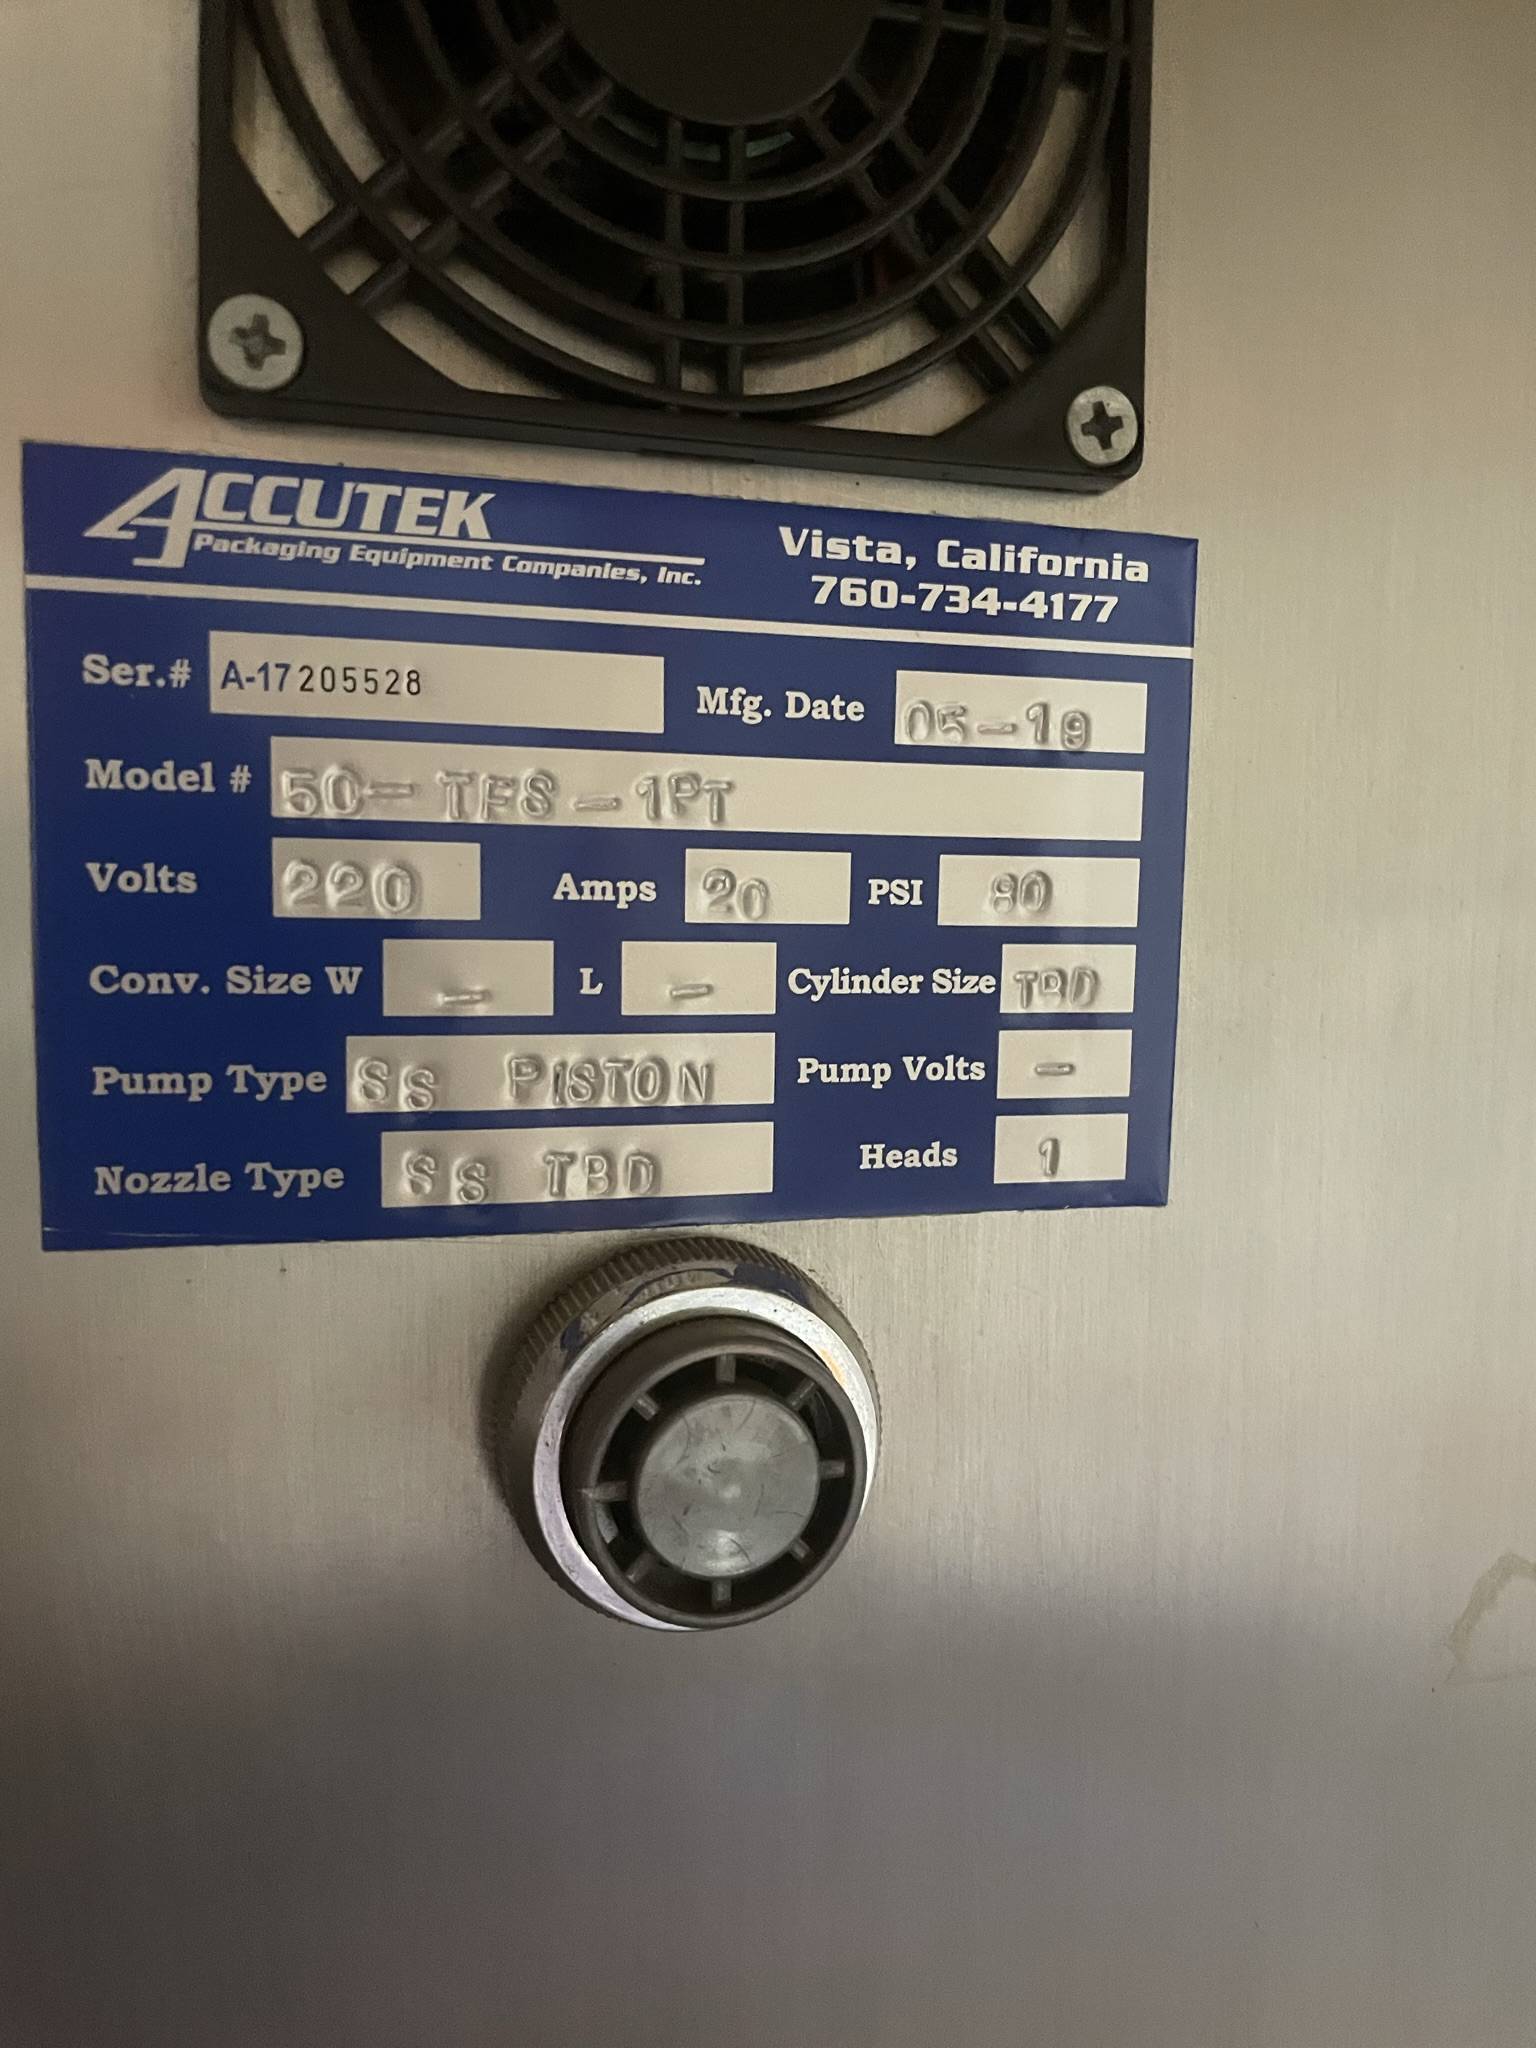 ACCUTEK
Packaging Equipment Companies, Inc.
Vista, California
760-734-4177
Ser.# A-17205528
Mfg. Date 05-19
Model # 50-TFS-1PT
Volts 220 Amps 20 PSI 80
Conv. Size W - L - Cylinder Size TBD
Pump Type SS PISTON Pump Volts -
Nozzle Type SS TBD Heads 1